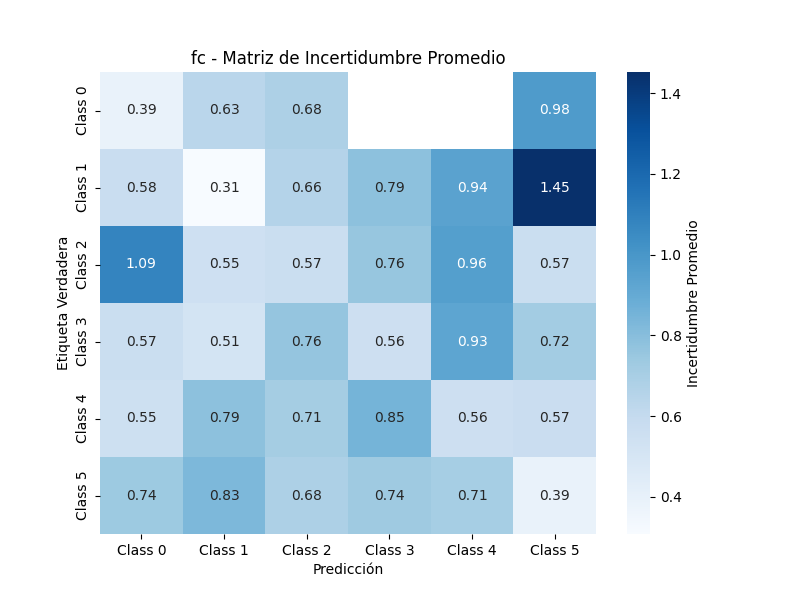 fc - Matriz de Incertidumbre Promedio
Class 0 0.39 0.63 0.68 0.98
Class 1 0.58 0.31 0.66 0.79 0.94 1.45
Class 2 1.09 0.55 0.57 0.76 0.96 0.57
Class 3 0.57 0.51 0.76 0.56 0.93 0.72
Class 4 0.55 0.79 0.71 0.85 0.56 0.57
Class 5 0.74 0.83 0.68 0.74 0.71 0.39
Class 0 Class 1 Class 2 Class 3 Class 4 Class 5
Predicción
Etiqueta Verdadera
1.4
1.2
1.0
0.8
0.6
0.4
Incertidumbre Promedio